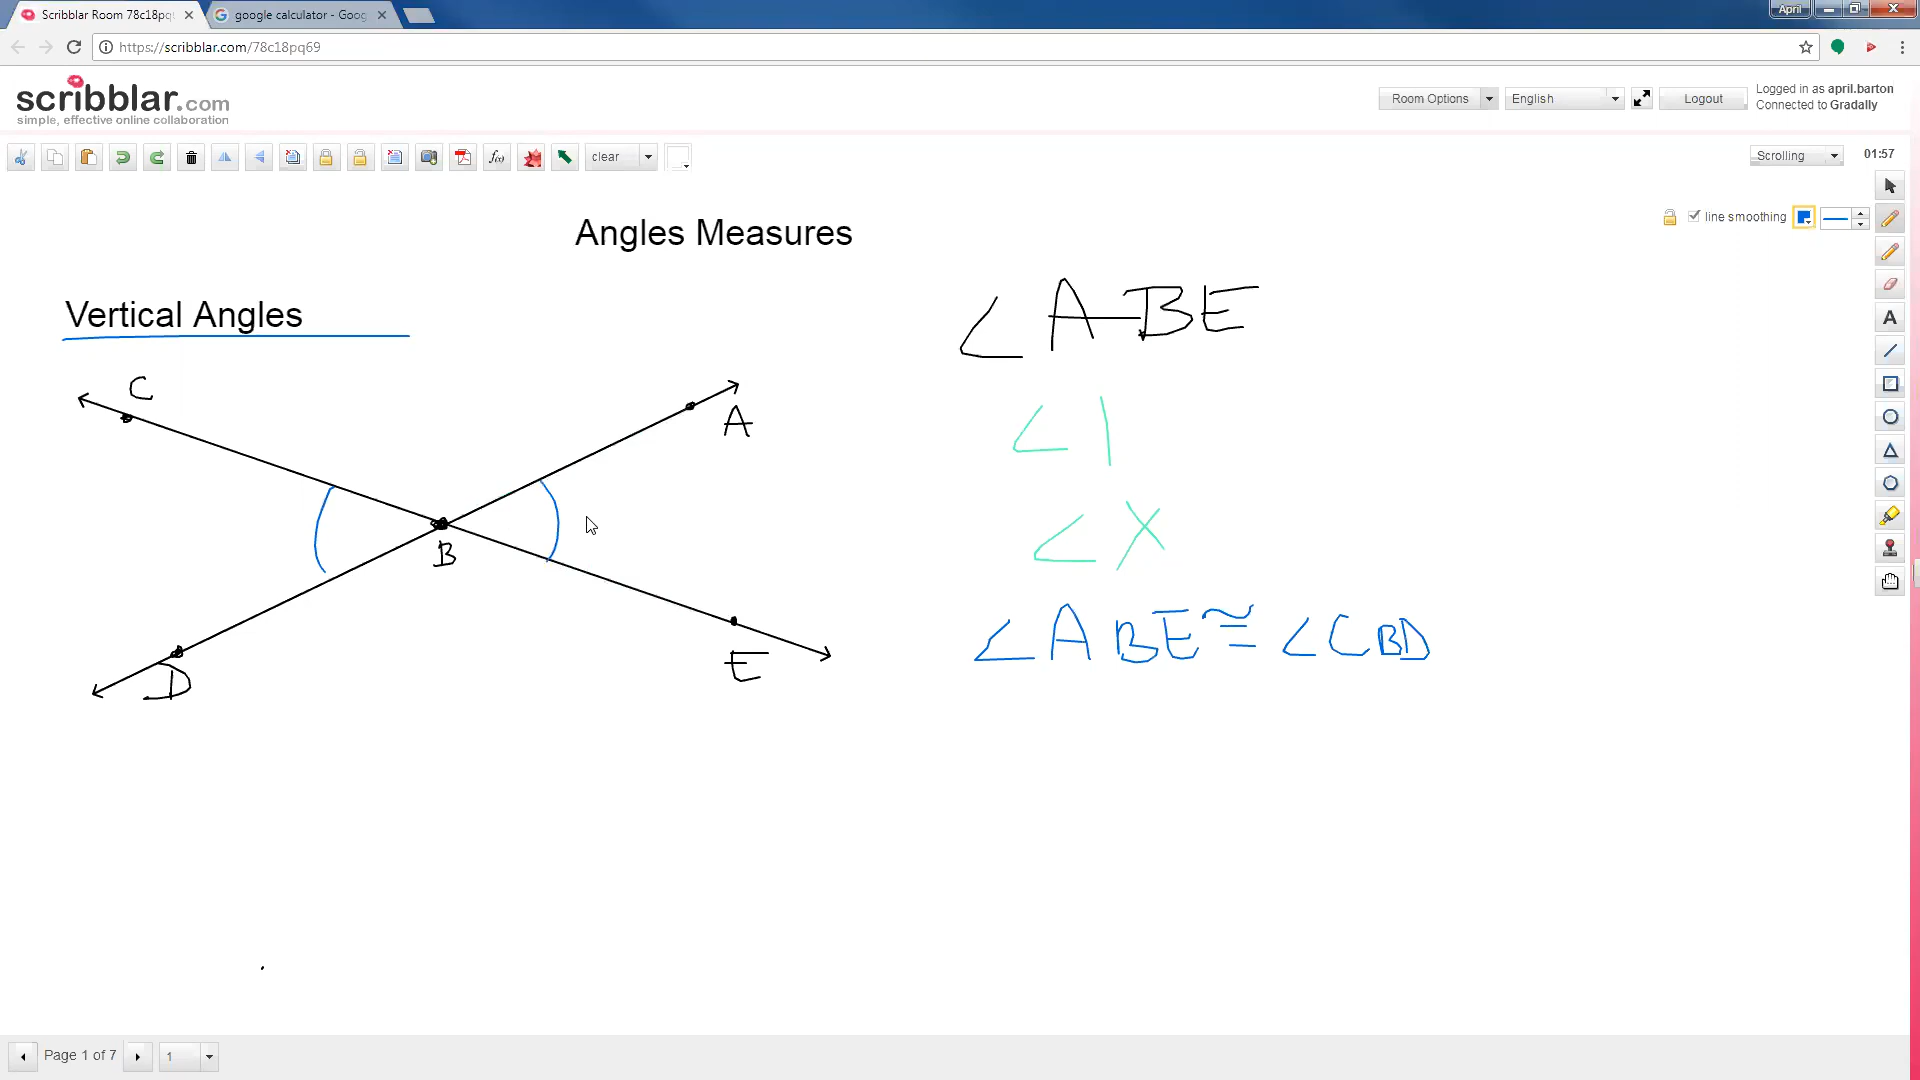 Scribblar Room 78c18pq
google calculator - Goog
April
https://scribblar.com/78c18pq69
scribblar.com
simple, effective online collaboration
Room Options
English
Logout
Logged in as april.barton
Connected to Gradally
f(x)
clear
Scrolling
01:57
line smoothing
A
Angles Measures
Vertical Angles
∠ABE
C
A
∠1
B
∠X
∠ABE ≅ ∠CBD
D
E
Page 1 of 7
1